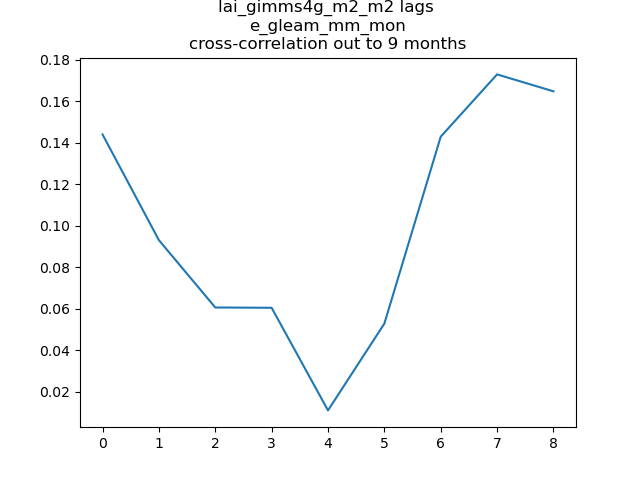 lai_gimms4g_m2_m2 lags
e_gleam_mm_mon
cross-correlation out to 9 months
0.18
0.16
0.14
0.12
0.10
0.08
0.06
0.04
0.02
0 1 2 3 4 5 6 7 8